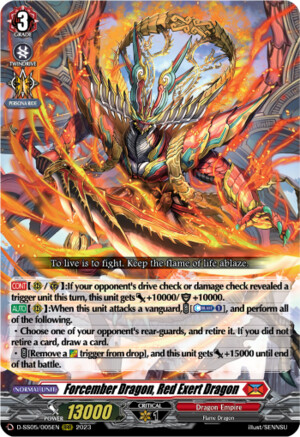 3
GRADE
TWINDRIVE
PERSONA RIDE
To live is to fight. Keep the flame of life ablaze.
CONT [ / ]:If your opponent's drive check or damage check revealed a
trigger unit this turn, this unit gets +10000/ +10000.
AUTO [ / ]:When this unit attacks a vanguard, and perform all
of the following.
• Choose one of your opponent's rear-guards, and retire it. If you did not
retire a card, draw a card.
• [Remove a trigger from drop], and this unit gets +15000 until end
of that battle.
NORMAL UNIT
Forcember Dragon, Red Exert Dragon
POWER 13000
CRITICAL
1
Dragon Empire
Flame Dragon
D-SS05/005EN RRR 2023
illust/SENNSU